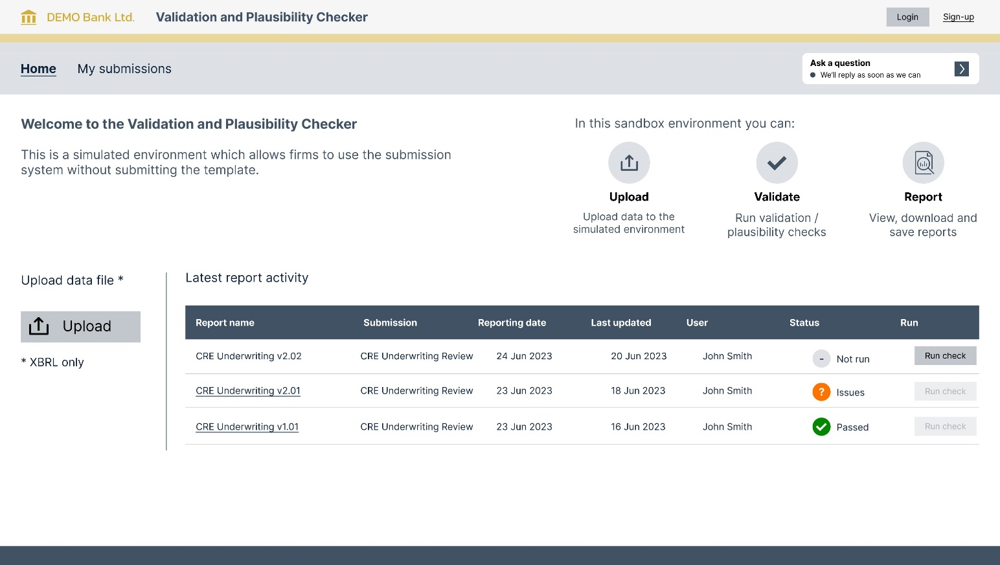 DEMO Bank Ltd. Validation and Plausibility Checker Login Sign-up
Home My submissions
Ask a question
We'll reply as soon as we can
Welcome to the Validation and Plausibility Checker
This is a simulated environment which allows firms to use the submission
system without submitting the template.
In this sandbox environment you can:
Upload
Upload data to the
simulated environment
Validate
Run validation /
plausibility checks
Report
View, download and
save reports
Upload data file *
Upload
* XBRL only
Latest report activity
Report name Submission Reporting date Last updated User Status Run
CRE Underwriting v2.02 CRE Underwriting Review 24 Jun 2023 20 Jun 2023 John Smith - Not run Run check
CRE Underwriting v2.01 CRE Underwriting Review 23 Jun 2023 18 Jun 2023 John Smith ? Issues Run check
CRE Underwriting v1.01 CRE Underwriting Review 23 Jun 2023 16 Jun 2023 John Smith Passed Run check